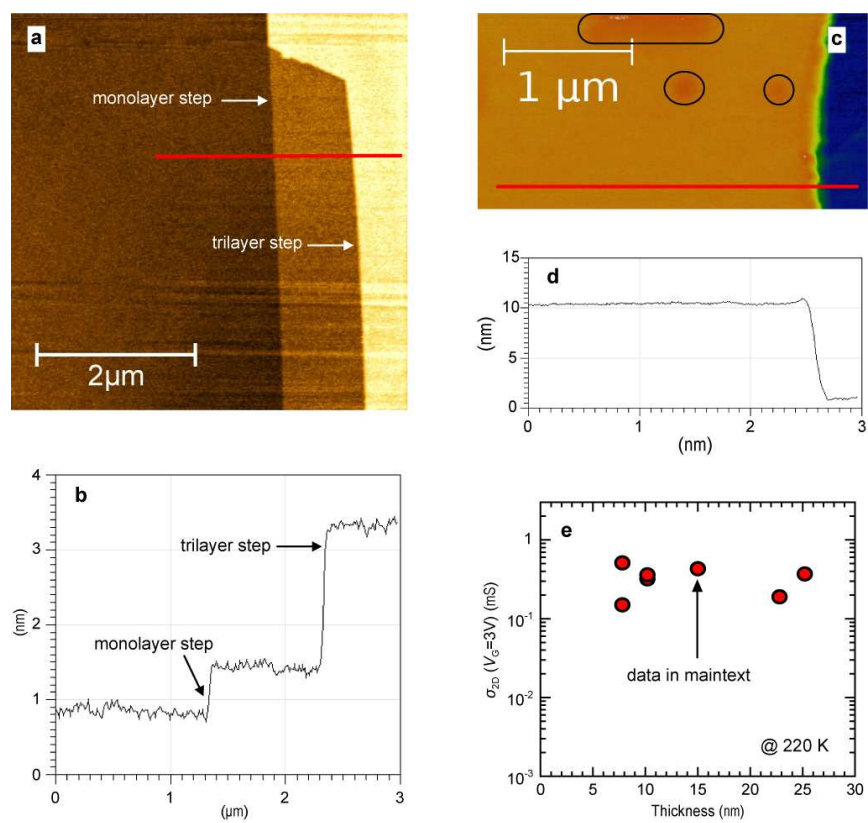 a
monolayer step
trilayer step
2μm
c
1 μm
d
15
10
5
0
(nm)
0
1
2
3
(nm)
b
4
3
2
1
0
(nm)
trilayer step
monolayer step
0
1
2
3
(μm)
e
1
10-1
10-2
10-3
σ2D (VG=3V) (mS)
data in maintext
@ 220 K
0
5
10
15
20
25
30
Thickness (nm)